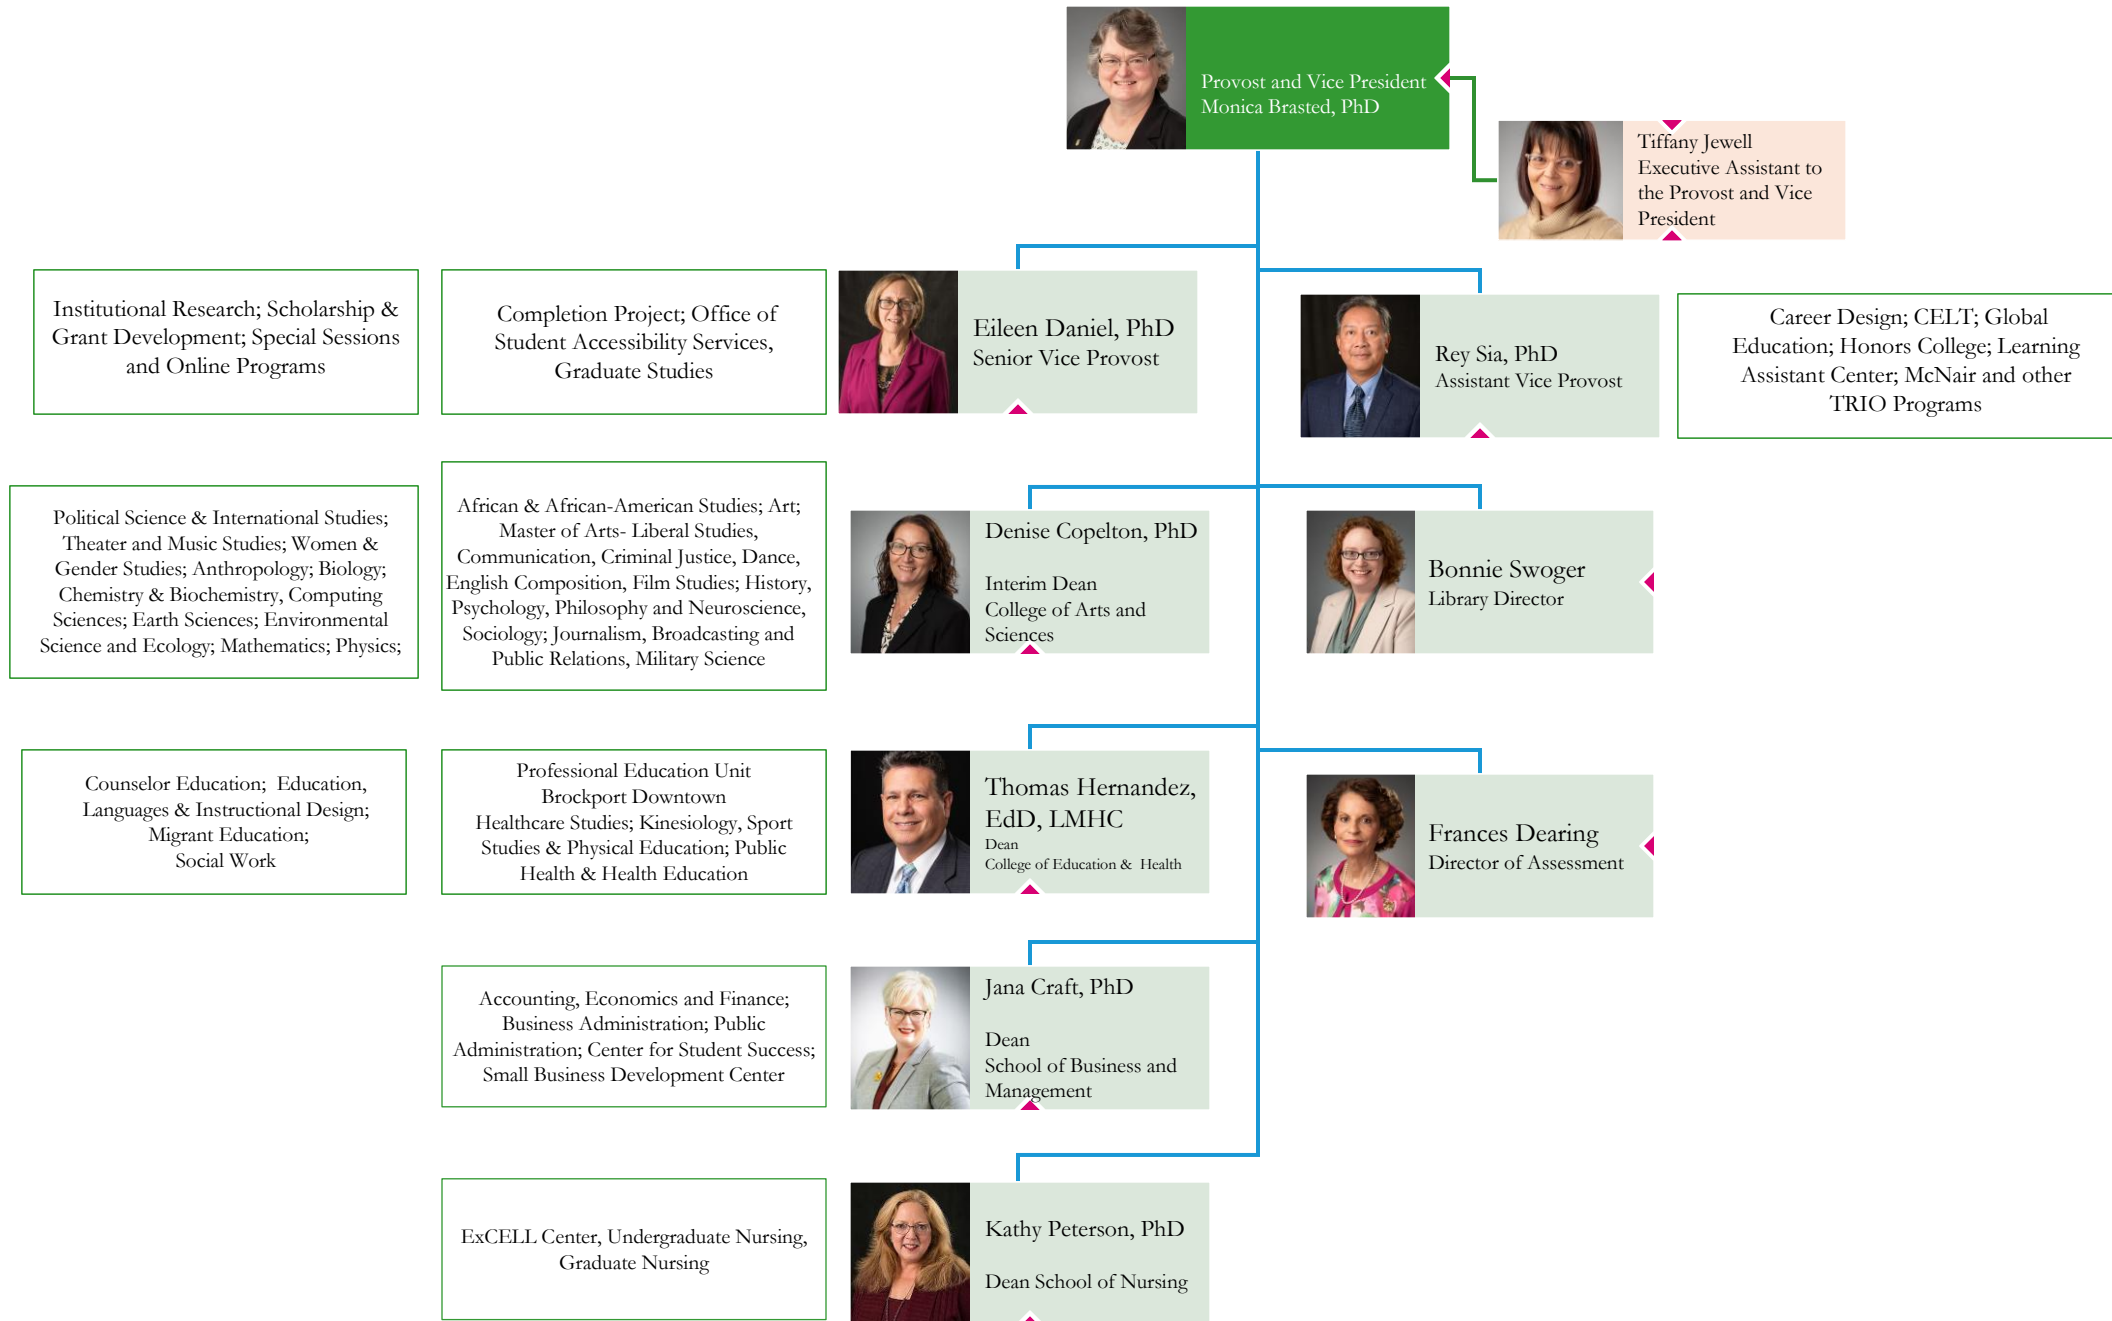 Provost and Vice President
Monica Brasted, PhD
Tiffany Jewell
Executive Assistant to
the Provost and Vice
President
Institutional Research; Scholarship &
Grant Development; Special Sessions
and Online Programs
Completion Project; Office of
Student Accessibility Services,
Graduate Studies
Eileen Daniel, PhD
Senior Vice Provost
Rey Sia, PhD
Assistant Vice Provost
Career Design; CELT; Global
Education; Honors College; Learning
Assistant Center; McNair and other
TRIO Programs
Political Science & International Studies;
Theater and Music Studies; Women &
Gender Studies; Anthropology; Biology;
Chemistry & Biochemistry, Computing
Sciences; Earth Sciences; Environmental
Science and Ecology; Mathematics; Physics;
African & African-American Studies; Art;
Master of Arts- Liberal Studies,
Communication, Criminal Justice, Dance,
English Composition, Film Studies; History,
Psychology, Philosophy and Neuroscience,
Sociology; Journalism, Broadcasting and
Public Relations, Military Science
Denise Copelton, PhD
Interim Dean
College of Arts and
Sciences
Bonnie Swoger
Library Director
Counselor Education;  Education,
Languages & Instructional Design;
Migrant Education;
Social Work
Professional Education Unit
Brockport Downtown
Healthcare Studies; Kinesiology, Sport
Studies & Physical Education; Public
Health & Health Education
Thomas Hernandez,
EdD, LMHC
Dean
College of Education &  Health
Frances Dearing
Director of Assessment
Accounting, Economics and Finance;
Business Administration; Public
Administration; Center for Student Success;
Small Business Development Center
Jana Craft, PhD
Dean
School of Business and
Management
ExCELL Center, Undergraduate Nursing,
Graduate Nursing
Kathy Peterson, PhD
Dean School of Nursing